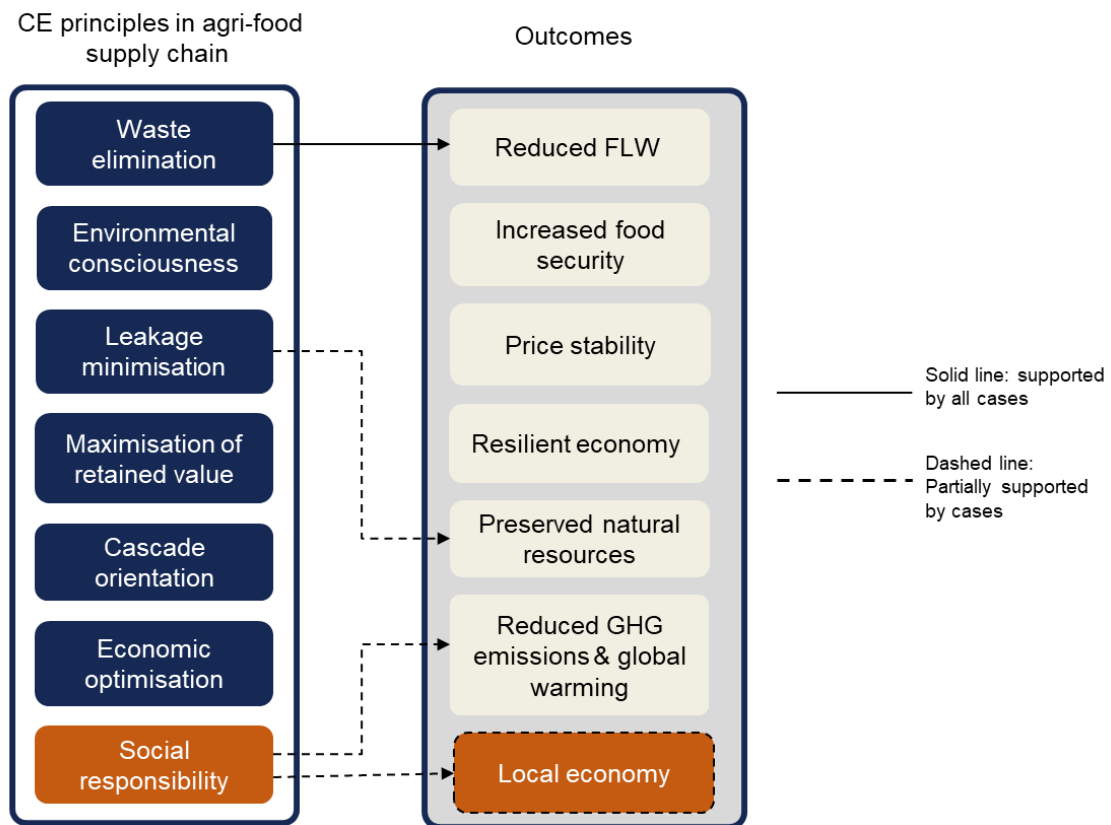 CE principles in agri-food
supply chain
Outcomes
Waste
elimination
Reduced FLW
Environmental
consciousness
Increased food
security
Leakage
minimisation
Price stability
Maximisation of
retained value
Resilient economy
Cascade
orientation
Preserved natural
resources
Economic
optimisation
Reduced GHG
emissions & global
warming
Social
responsibility
Local economy
Solid line: supported
by all cases
Dashed line:
Partially supported
by cases